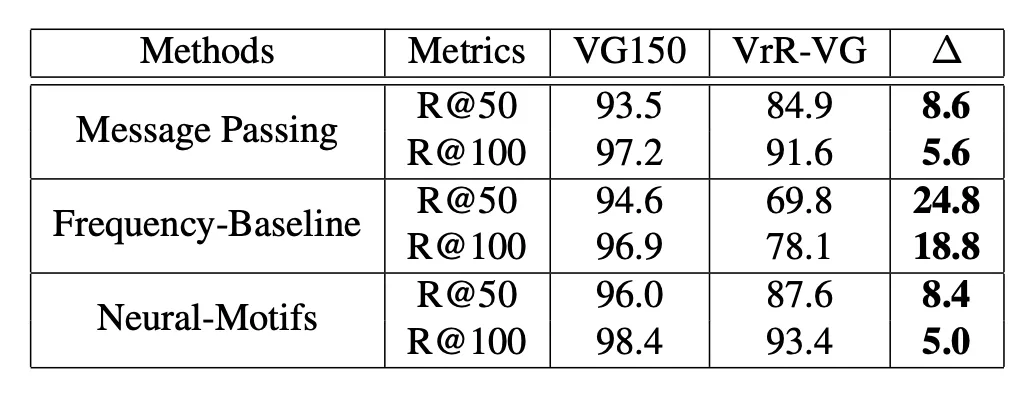 Methods Metrics VG150 VrR-VG Δ
Message Passing R@50 93.5 84.9 8.6
R@100 97.2 91.6 5.6
Frequency-Baseline R@50 94.6 69.8 24.8
R@100 96.9 78.1 18.8
Neural-Motifs R@50 96.0 87.6 8.4
R@100 98.4 93.4 5.0